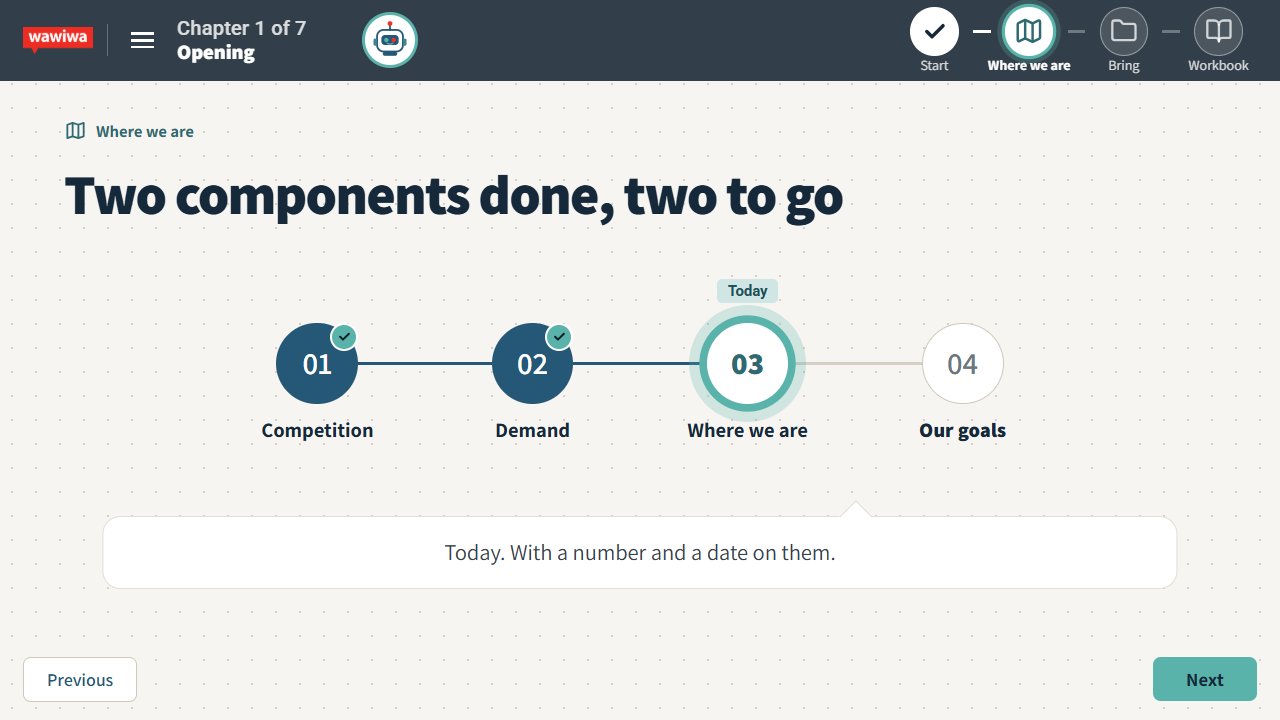 wawiwa
Chapter 1 of 7
Opening
Start
Where we are
Bring
Workbook
Where we are
Two components done, two to go
Today
01
02
03
04
Competition
Demand
Where we are
Our goals
Today. With a number and a date on them.
Previous
Next